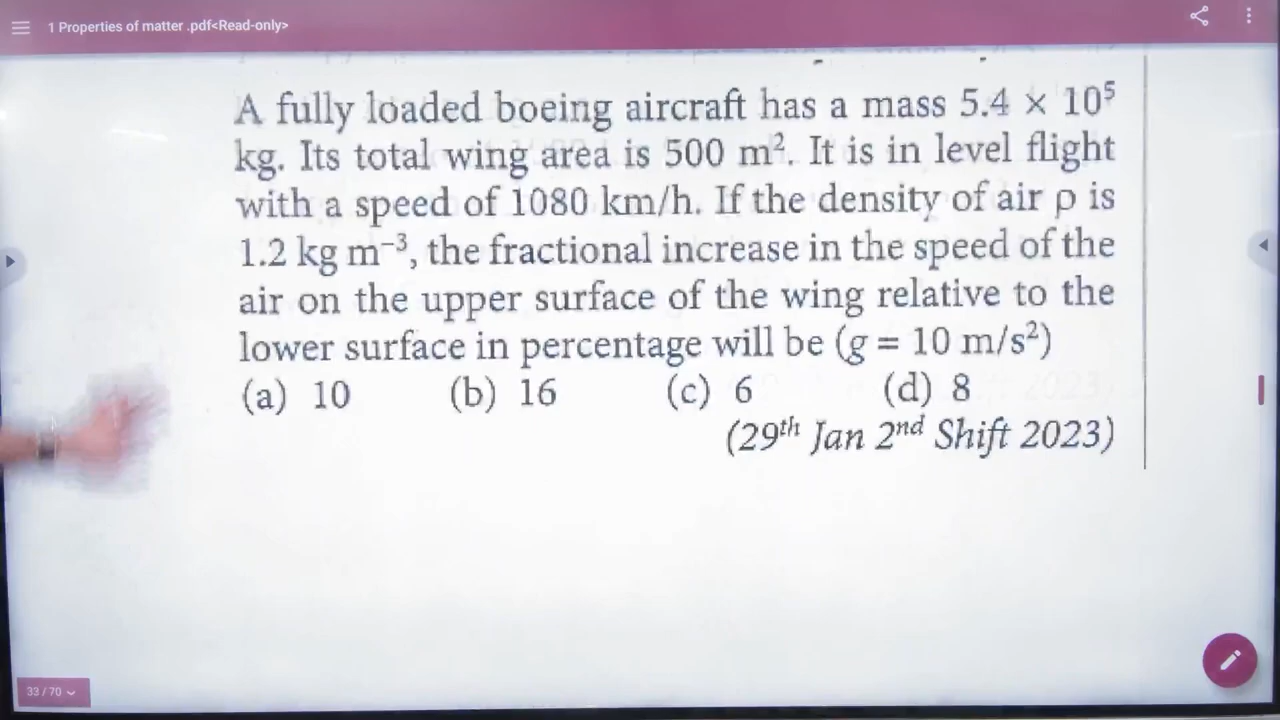 1 Properties of matter .pdf<Read-only>
A fully loaded boeing aircraft has a mass 5.4 × 10⁵
kg. Its total wing area is 500 m². It is in level flight
with a speed of 1080 km/h. If the density of air ρ is
1.2 kg m⁻³, the fractional increase in the speed of the
air on the upper surface of the wing relative to the
lower surface in percentage will be (g = 10 m/s²)
(a) 10 (b) 16 (c) 6 (d) 8
(29th Jan 2nd Shift 2023)
33 / 70